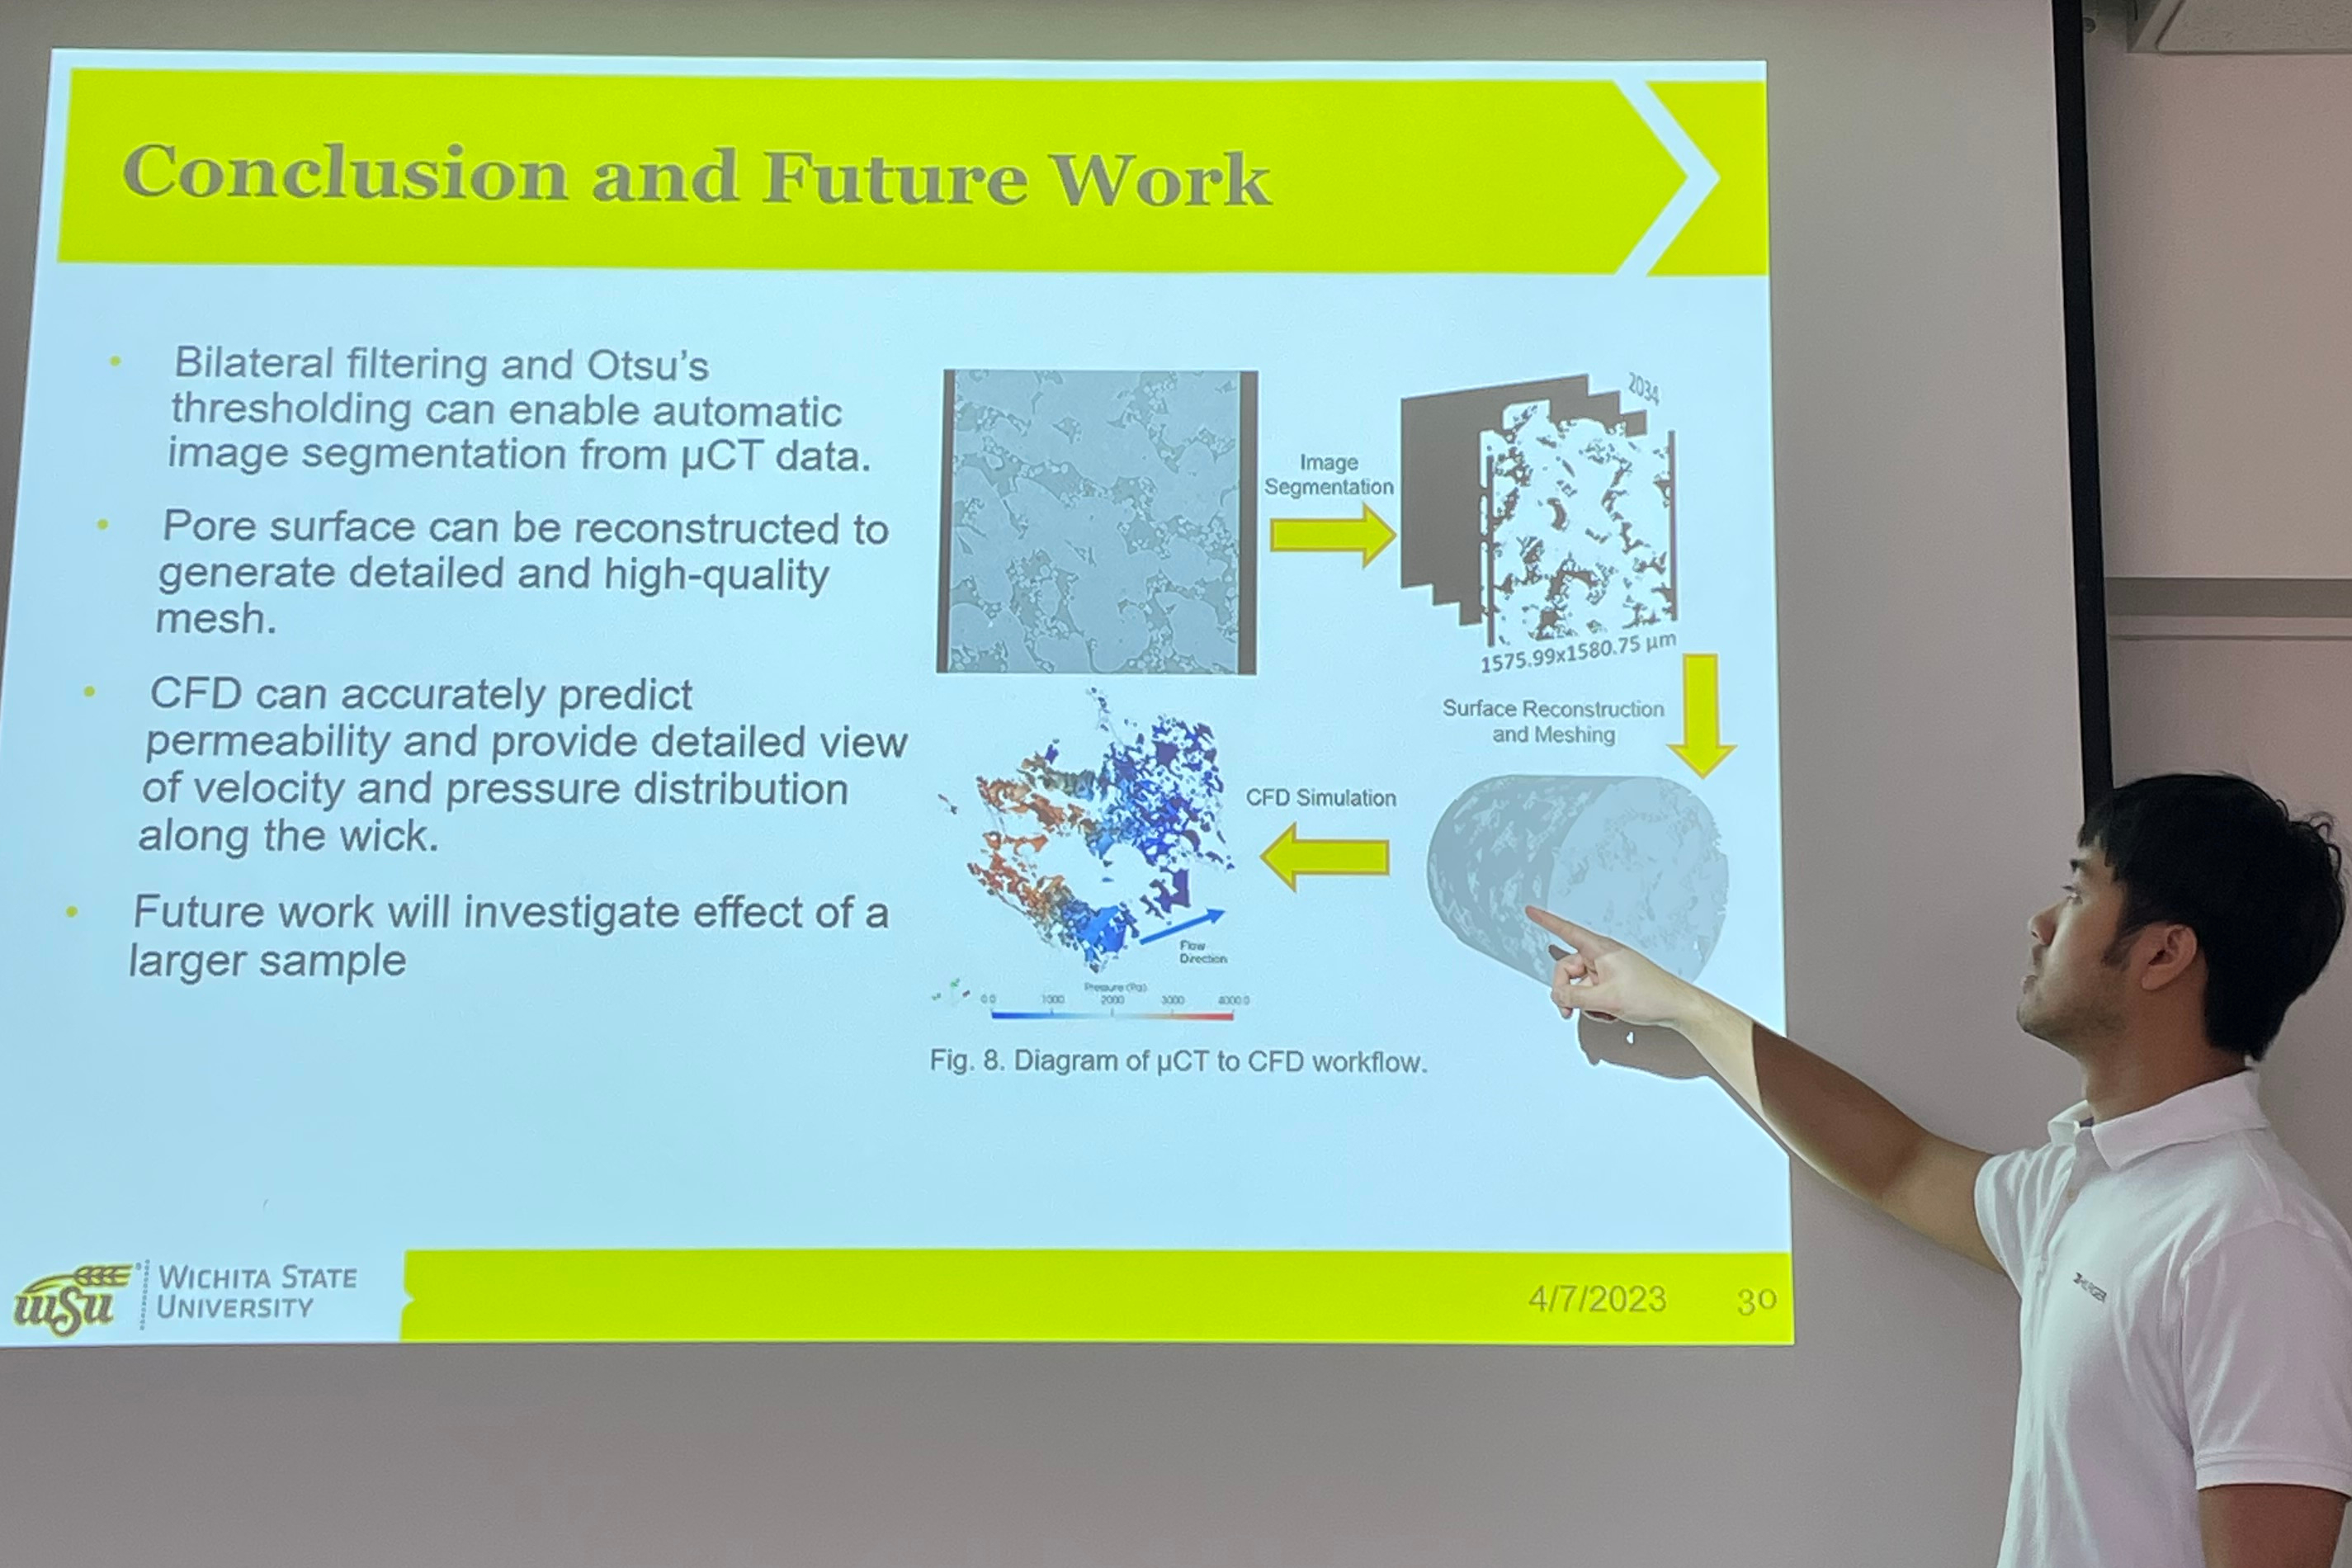 Conclusion and Future Work
• Bilateral filtering and Otsu's
thresholding can enable automatic
image segmentation from µCT data.
• Pore surface can be reconstructed to
generate detailed and high-quality
mesh.
• CFD can accurately predict
permeability and provide detailed view
of velocity and pressure distribution
along the wick.
• Future work will investigate effect of a
larger sample
Image
Segmentation
2034
1575.99x1580.75 µm
Surface Reconstruction
and Meshing
CFD Simulation
Flow
Direction
Pressure (Pa)
0.0 1000 2000 3000 4000.0
Fig. 8. Diagram of µCT to CFD workflow.
WSU
WICHITA STATE
UNIVERSITY
4/7/2023
30